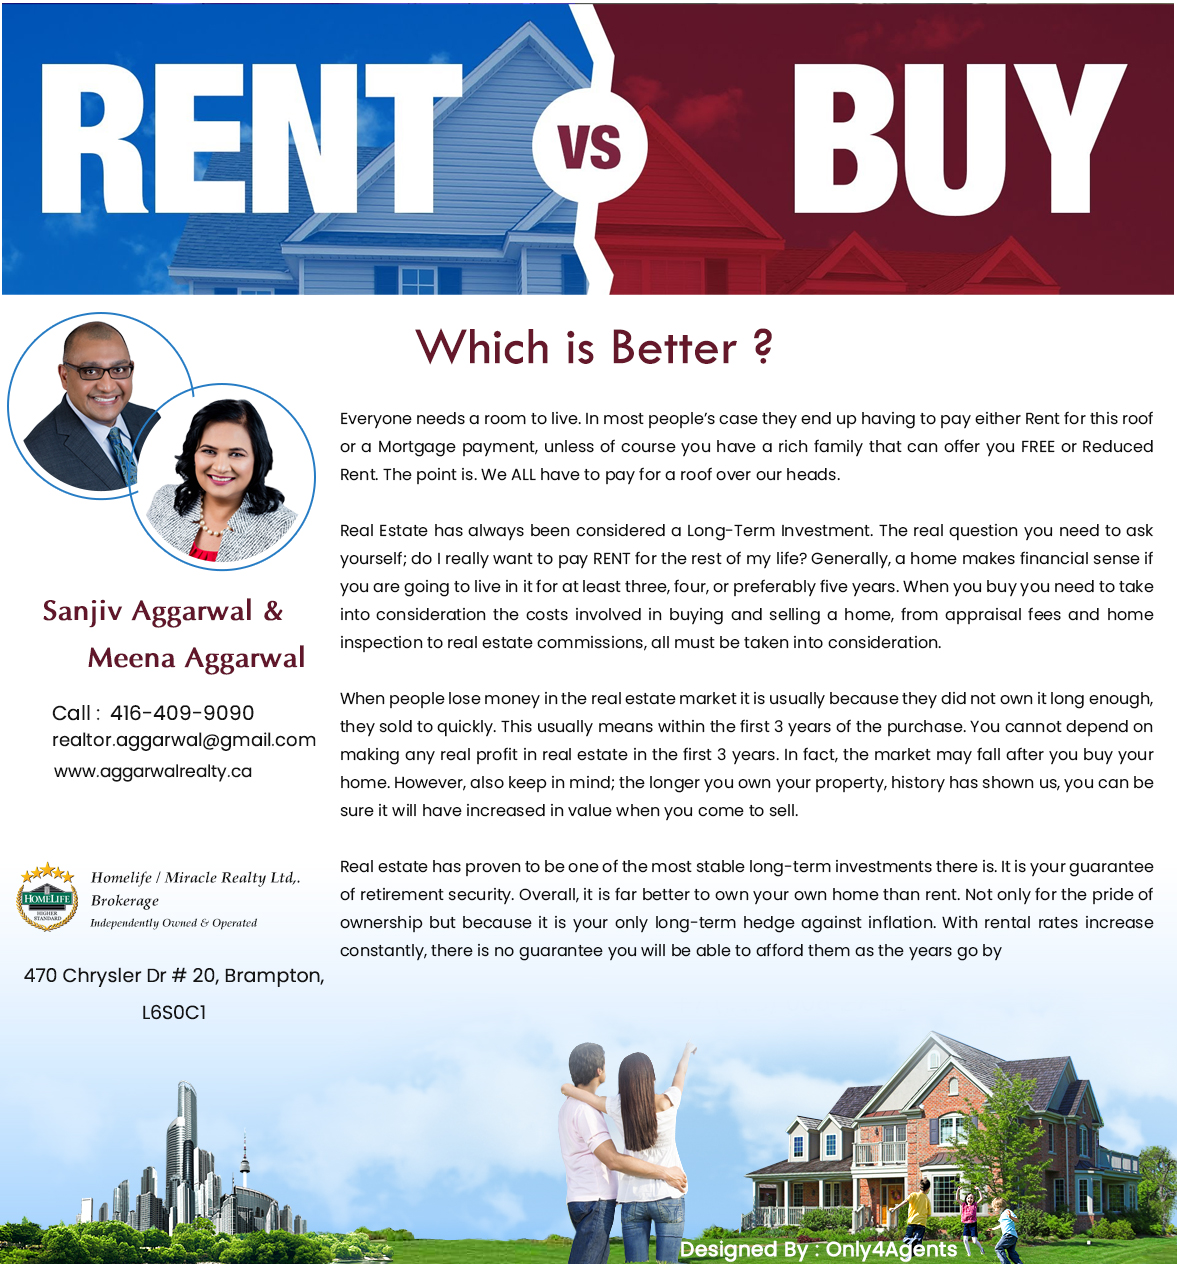 RENT VS BUY
Which is Better ?
Everyone needs a room to live. In most people's case they end up having to pay either Rent for this roof
or a Mortgage payment, unless of course you have a rich family that can offer you FREE or Reduced
Rent. The point is. We ALL have to pay for a roof over our heads.
Real Estate has always been considered a Long-Term Investment. The real question you need to ask
yourself; do I really want to pay RENT for the rest of my life? Generally, a home makes financial sense if
you are going to live in it for at least three, four, or preferably five years. When you buy you need to take
into consideration the costs involved in buying and selling a home, from appraisal fees and home
inspection to real estate commissions, all must be taken into consideration.
When people lose money in the real estate market it is usually because they did not own it long enough,
they sold to quickly. This usually means within the first 3 years of the purchase. You cannot depend on
making any real profit in real estate in the first 3 years. In fact, the market may fall after you buy your
home. However, also keep in mind; the longer you own your property, history has shown us, you can be
sure it will have increased in value when you come to sell.
Real estate has proven to be one of the most stable long-term investments there is. It is your guarantee
of retirement security. Overall, it is far better to own your own home than rent. Not only for the pride of
ownership but because it is your only long-term hedge against inflation. With rental rates increase
constantly, there is no guarantee you will be able to afford them as the years go by
Sanjiv Aggarwal &
Meena Aggarwal
Call : 416-409-9090
realtor.aggarwal@gmail.com
www.aggarwalrealty.ca
HOMELIFE
HIGHER
STANDARD
Homelife / Miracle Realty Ltd,.
Brokerage
Independently Owned & Operated
470 Chrysler Dr # 20, Brampton,
L6S0C1
Designed By : Only4Agents